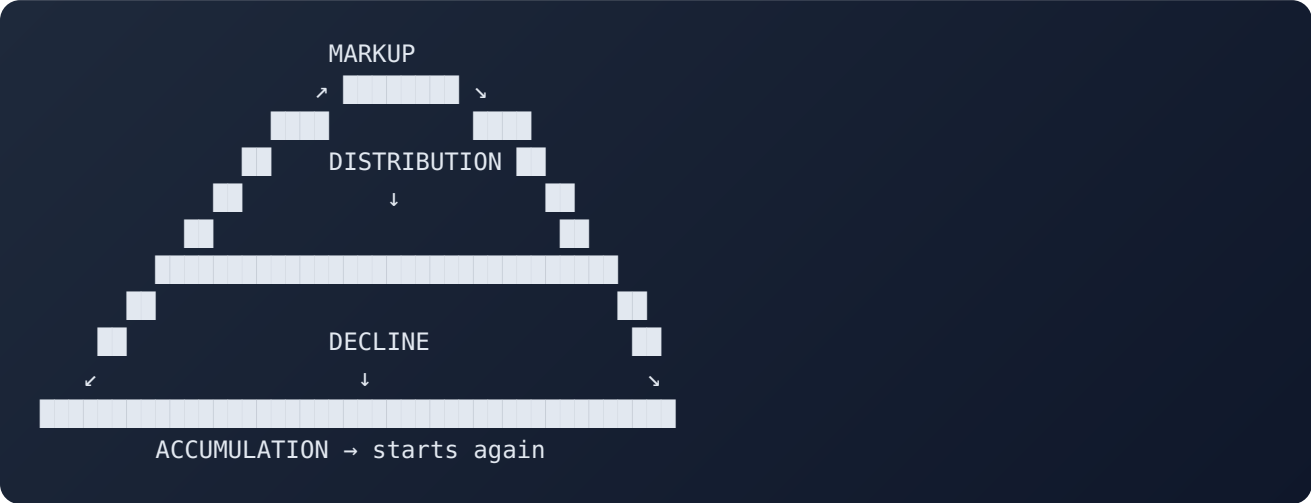 MARKUP
↗ ████████ ↘
████ ████
██ DISTRIBUTION ██
██ ↓ ██
██ ██
████████████████████████████████
██ ██
██ DECLINE ██
↙ ↓ ↘
████████████████████████████████████████████
ACCUMULATION → starts again